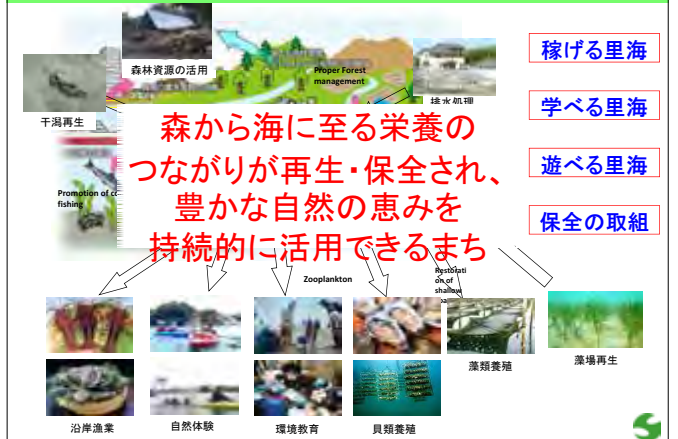 森林資源の活用
Proper Forest
management
排水処理
干潟再生
稼げる里海
学べる里海
遊べる里海
保全の取組
森から海に至る栄養の
つながりが再生・保全され、
豊かな自然の恵みを
持続的に活用できるまち
Promotion of
fishing
Zooplankton
Restorati
on of
shallow
沿岸漁業
自然体験
環境教育
貝類養殖
藻類養殖
藻場再生